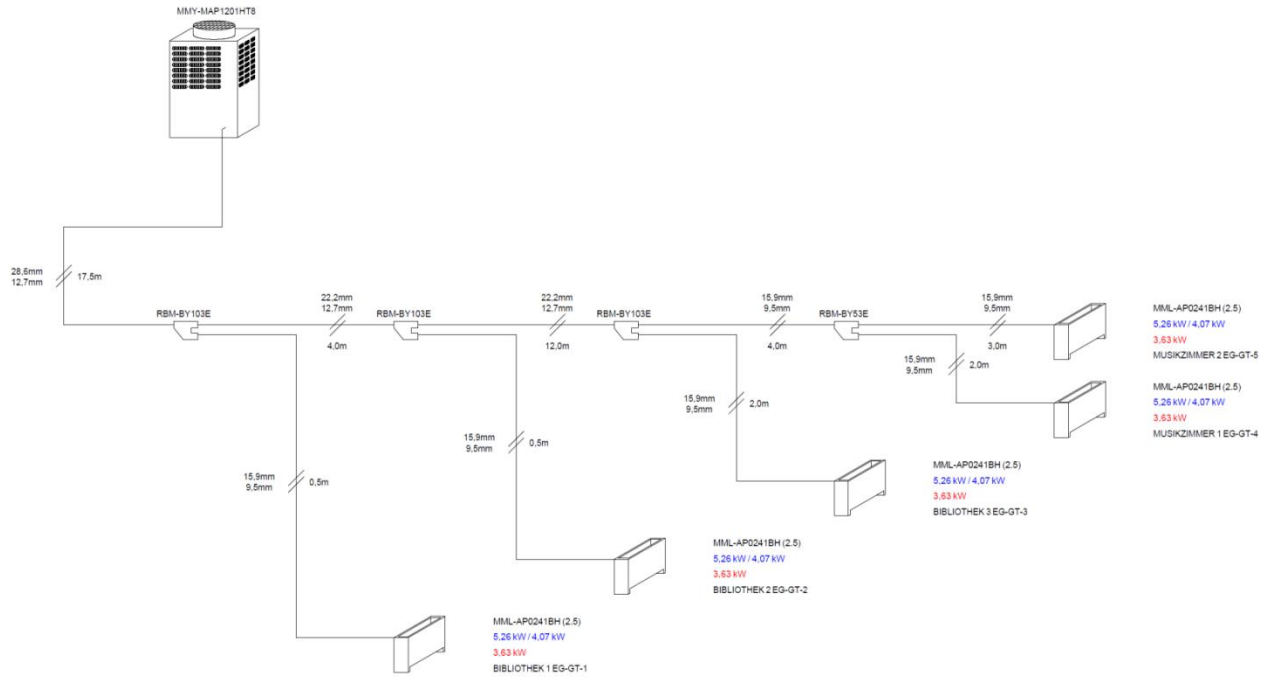 MMY-MAP1201HT8
28,6mm
12,7mm
17,5m
RBM-BY103E
22,2mm
12,7mm
4,0m
RBM-BY103E
22,2mm
12,7mm
12,0m
RBM-BY103E
15,9mm
9,5mm
4,0m
RBM-BY53E
15,9mm
9,5mm
3,0m
MML-AP0241BH (2.5)
5,26 kW / 4,07 kW
3,63 kW
MUSIKZIMMER 2 EG-GT-5
15,9mm
9,5mm
2,0m
MML-AP0241BH (2.5)
5,26 kW / 4,07 kW
3,63 kW
MUSIKZIMMER 1 EG-GT-4
15,9mm
9,5mm
2,0m
MML-AP0241BH (2.5)
5,26 kW / 4,07 kW
3,63 kW
BIBLIOTHEK 3 EG-GT-3
15,9mm
9,5mm
0,5m
MML-AP0241BH (2.5)
5,26 kW / 4,07 kW
3,63 kW
BIBLIOTHEK 2 EG-GT-2
15,9mm
9,5mm
0,5m
MML-AP0241BH (2.5)
5,26 kW / 4,07 kW
3,63 kW
BIBLIOTHEK 1 EG-GT-1